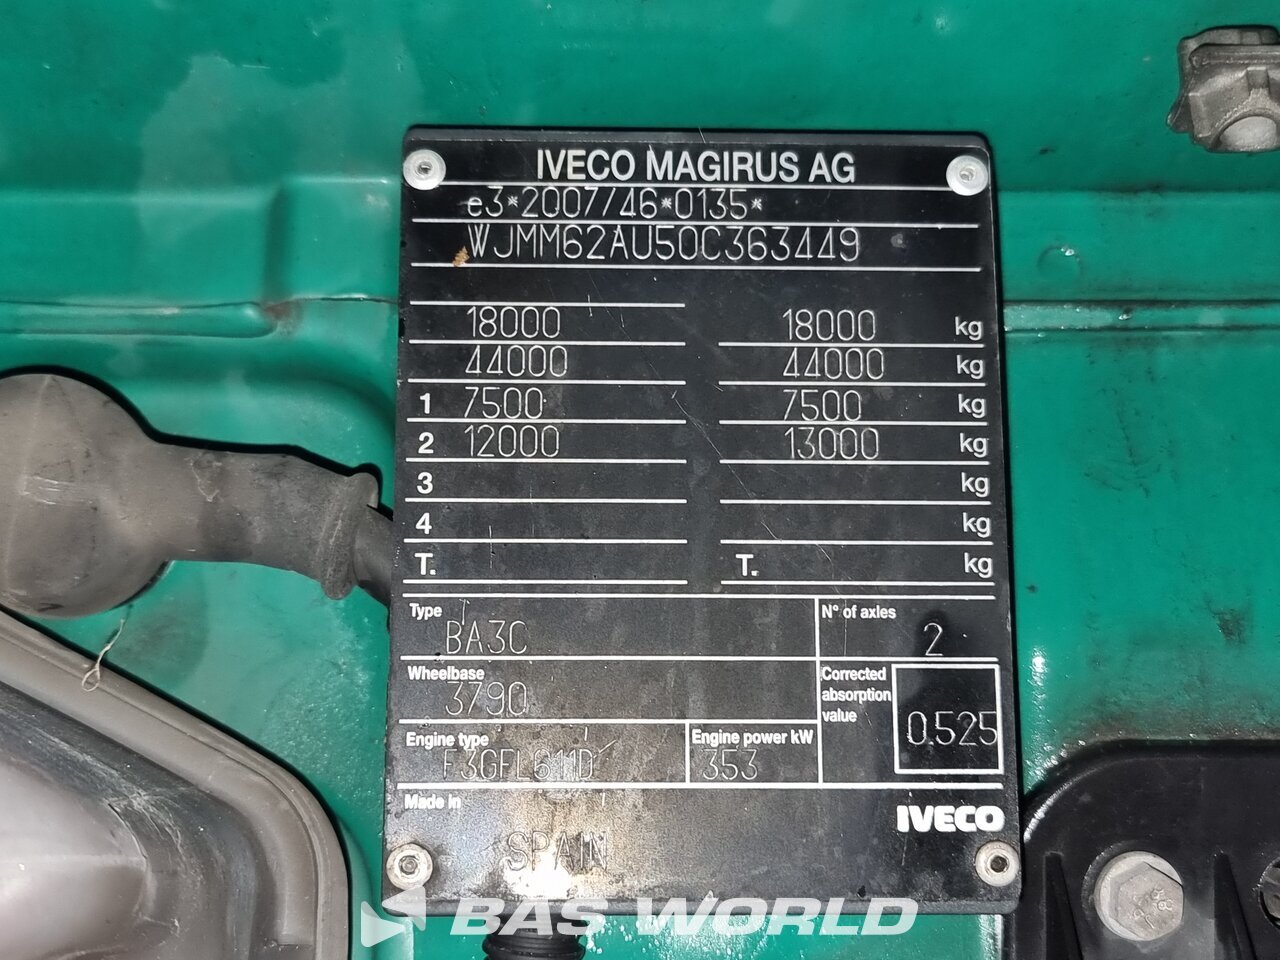 IVECO MAGIRUS AG
e3*2007/46*0135*
WJMM62AU50C363449
18000 18000 kg
44000 44000 kg
1 7500 7500 kg
2 12000 13000 kg
3 kg
4 kg
T. T. kg
Type N° of axles
BA3C 2
Wheelbase Corrected absorption value
3790 0.525
Engine type Engine power kW
F3GFL611D 353
Made in IVECO
SPAIN
BAS WORLD